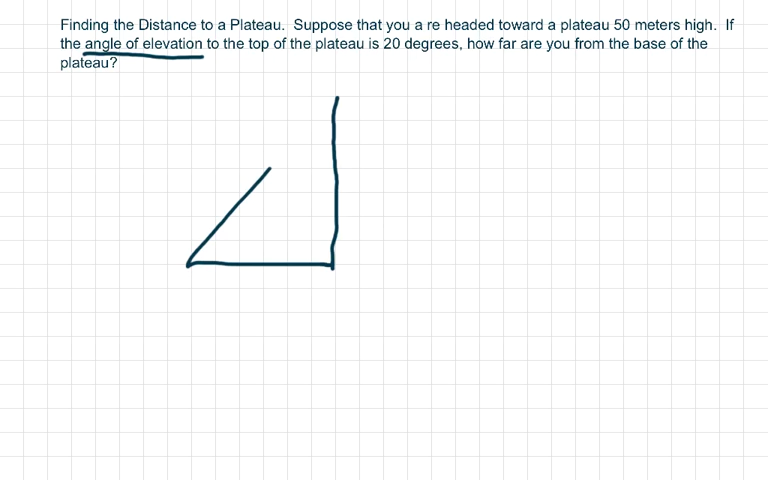 Finding the Distance to a Plateau.  Suppose that you a re headed toward a plateau 50 meters high.  If
the angle of elevation to the top of the plateau is 20 degrees, how far are you from the base of the
plateau?